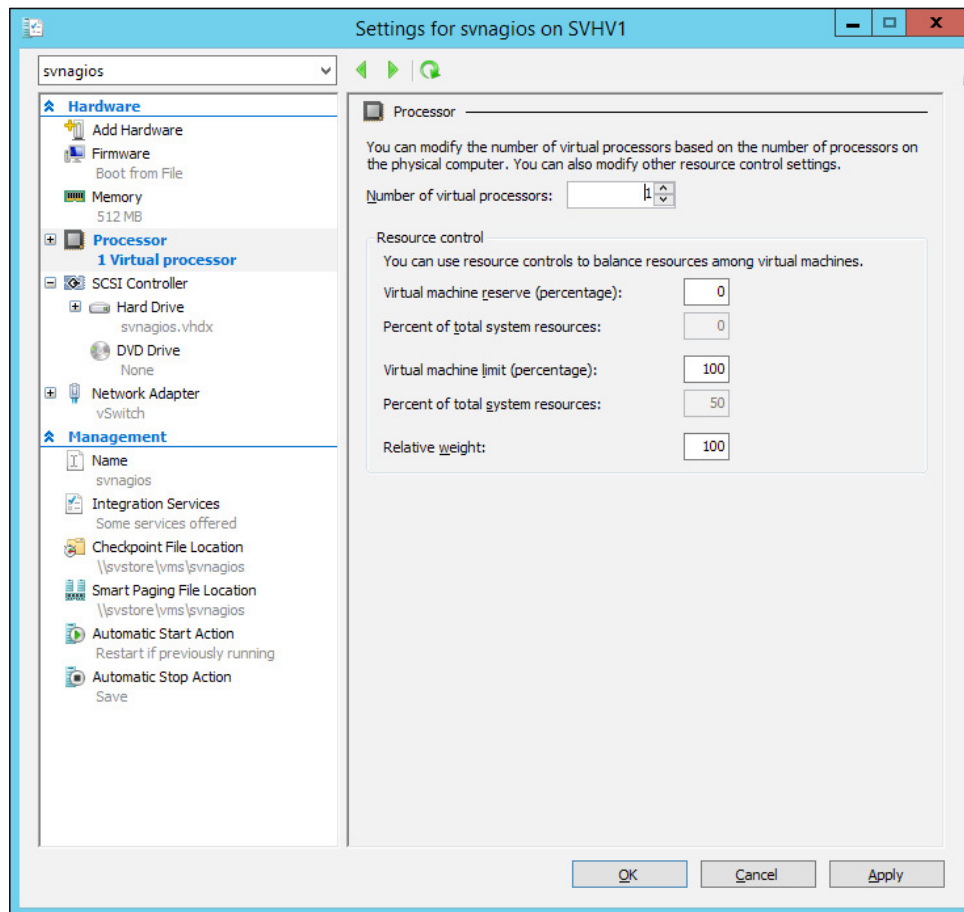 Settings for svnagios on SVHV1
svnagios
Hardware
Add Hardware
Firmware
Boot from File
Memory
512 MB
Processor
1 Virtual processor
SCSI Controller
Hard Drive
svnagios.vhdx
DVD Drive
None
Network Adapter
vSwitch
Management
Name
svnagios
Integration Services
Some services offered
Checkpoint File Location
\\svstore\vms\svnagios
Smart Paging File Location
\\svstore\vms\svnagios
Automatic Start Action
Restart if previously running
Automatic Stop Action
Save
Processor
You can modify the number of virtual processors based on the number of processors on
the physical computer. You can also modify other resource control settings.
Number of virtual processors: 1
Resource control
You can use resource controls to balance resources among virtual machines.
Virtual machine reserve (percentage): 0
Percent of total system resources: 0
Virtual machine limit (percentage): 100
Percent of total system resources: 50
Relative weight: 100
OK Cancel Apply